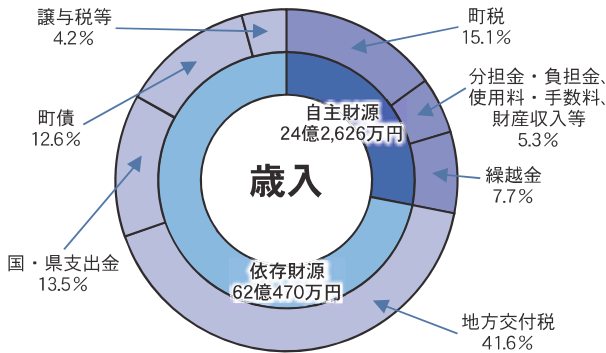 譲与税等
4.2%
町税
15.1%
分担金・負担金、
使用料・手数料、
財産収入等
5.3%
町債
12.6%
自主財源
24億2,626万円
歳入
繰越金
7.7%
国・県支出金
13.5%
依存財源
62億470万円
地方交付税
41.6%